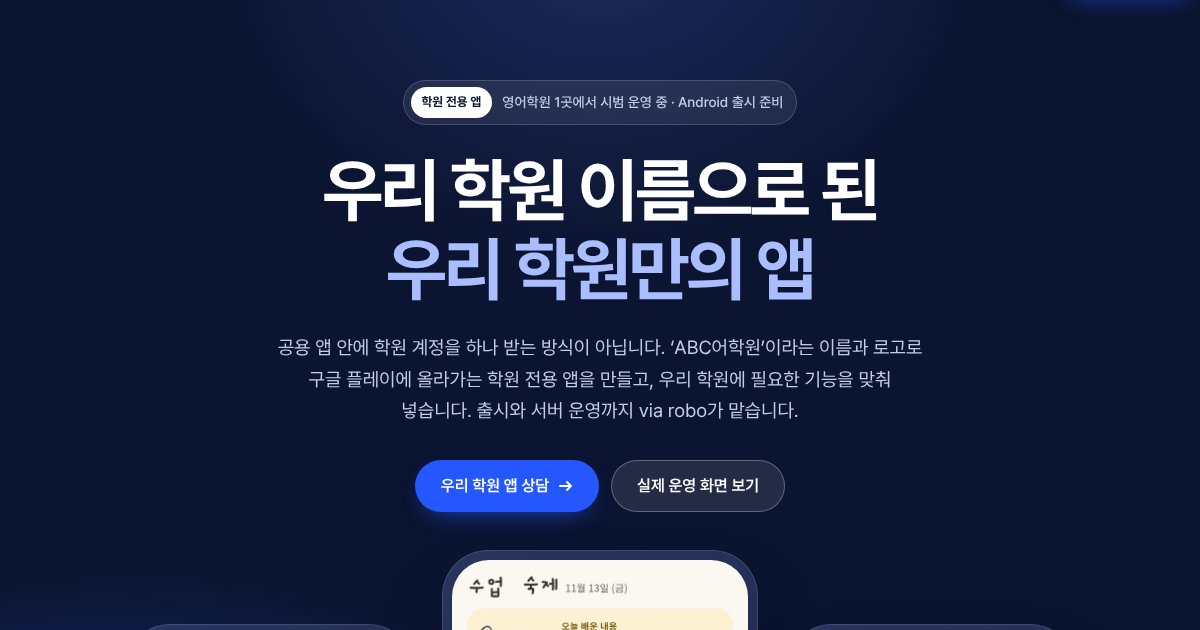 학원 전용 앱 영어학원 1곳에서 시범 운영 중 · Android 출시 준비
우리 학원 이름으로 된
우리 학원만의 앱
공용 앱 안에 학원 계정을 하나 받는 방식이 아닙니다. ‘ABC어학원’이라는 이름과 로고로
구글 플레이에 올라가는 학원 전용 앱을 만들고, 우리 학원에 필요한 기능을 맞춰
넣습니다. 출시와 서버 운영까지 via robo가 맡습니다.
우리 학원 앱 상담 → 실제 운영 화면 보기
수업 숙제 11월 13일 (금)
오늘 배운 내용